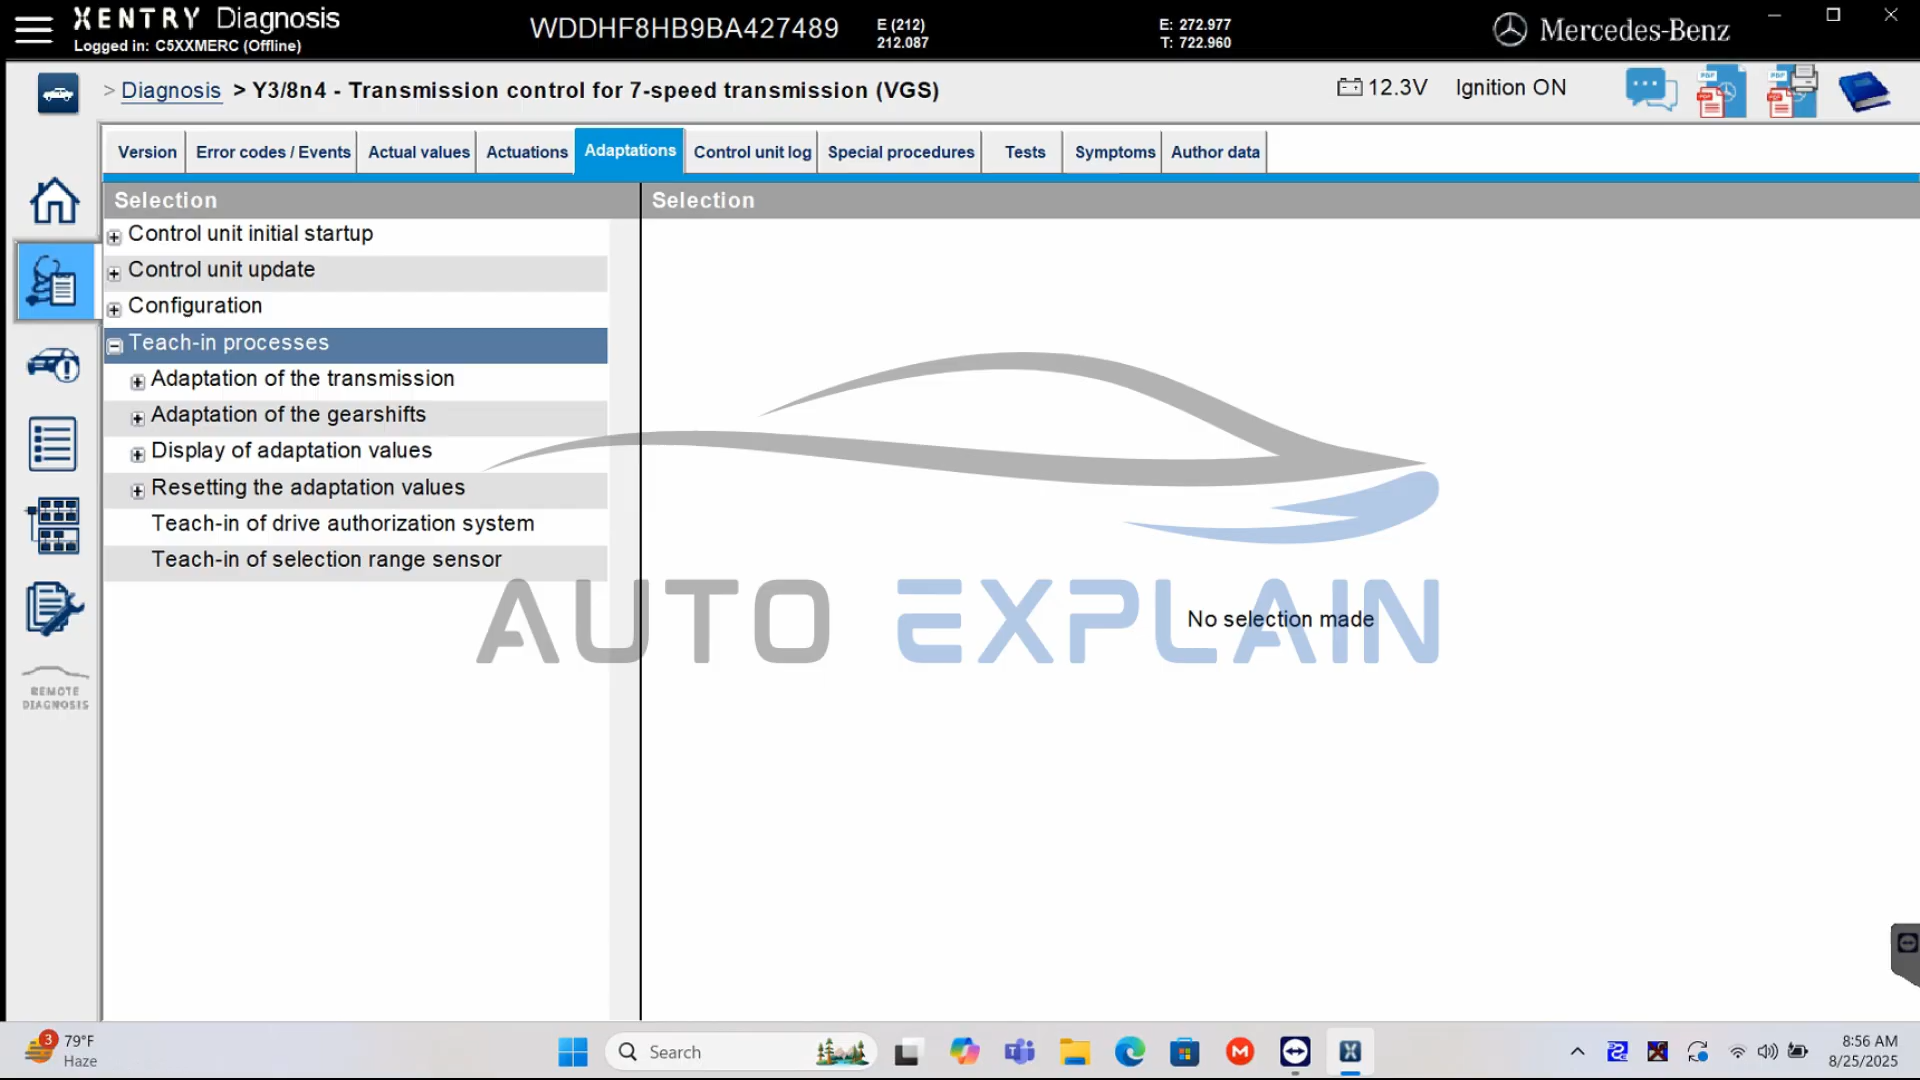 XENTRY Diagnosis
Logged in: C5XXMERC (Offline)
WDDHF8HB9BA427489
E (212)
212.087
E: 272.977
T: 722.960
Mercedes-Benz
> Diagnosis > Y3/8n4 - Transmission control for 7-speed transmission (VGS)
12.3V
Ignition ON
PDF
PDF
Version
Error codes / Events
Actual values
Actuations
Adaptations
Control unit log
Special procedures
Tests
Symptoms
Author data
Selection
Selection
Control unit initial startup
Control unit update
Configuration
Teach-in processes
Adaptation of the transmission
Adaptation of the gearshifts
Display of adaptation values
Resetting the adaptation values
Teach-in of drive authorization system
Teach-in of selection range sensor
AUTO EXPLAIN
No selection made
REMOTE
DIAGNOSIS
3
79°F
Haze
Search
8:56 AM
8/25/2025